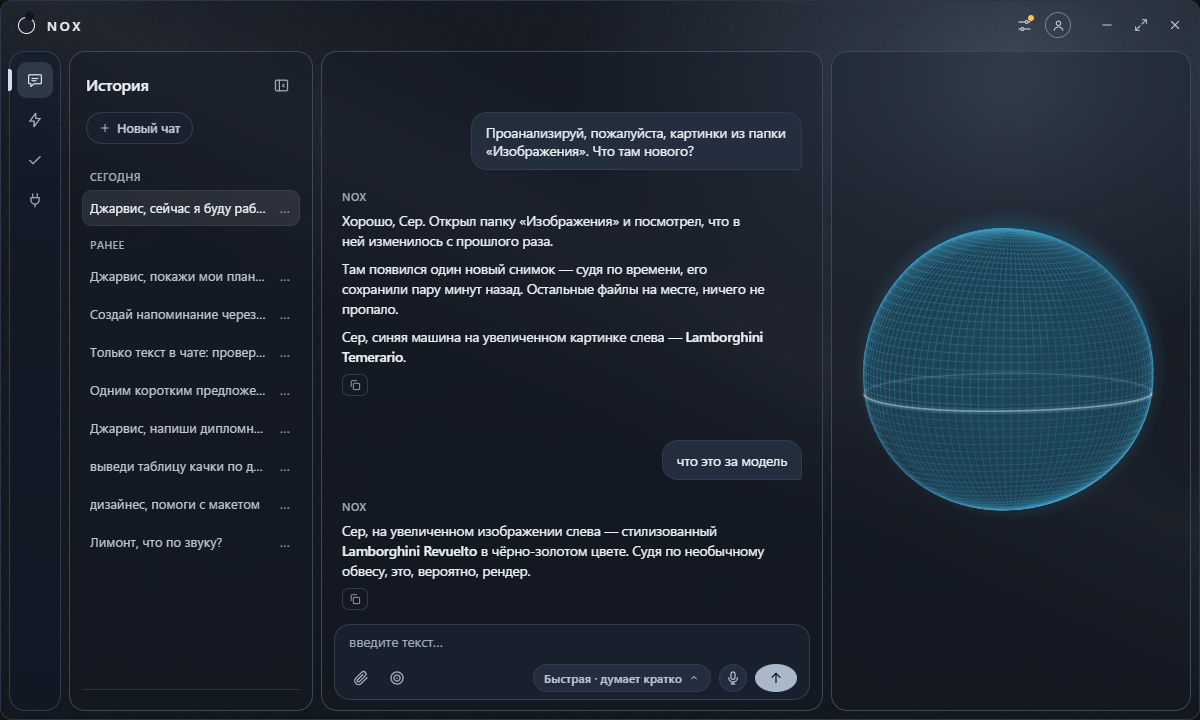 NOX
История
+ Новый чат
СЕГОДНЯ
Джарвис, сейчас я буду раб... ...
РАНЕЕ
Джарвис, покажи мои план... ...
Создай напоминание через... ...
Только текст в чате: провер... ...
Одним коротким предложе... ...
Джарвис, напиши дипломн... ...
выведи таблицу качки по д... ...
дизайнес, помоги с макетом ...
Лимонт, что по звуку? ...
Проанализируй, пожалуйста, картинки из папки
«Изображения». Что там нового?
NOX
Хорошо, Сер. Открыл папку «Изображения» и посмотрел, что в
ней изменилось с прошлого раза.
Там появился один новый снимок — судя по времени, его
сохранили пару минут назад. Остальные файлы на месте, ничего не
пропало.
Сер, синяя машина на увеличенном картинке слева — Lamborghini
Temerario.
что это за модель
NOX
Сер, на увеличенном изображении слева — стилизованный
Lamborghini Revuelto в чёрно-золотом цвете. Судя по необычному
обвесу, это, вероятно, рендер.
введите текст...
Быстрая · думает кратко